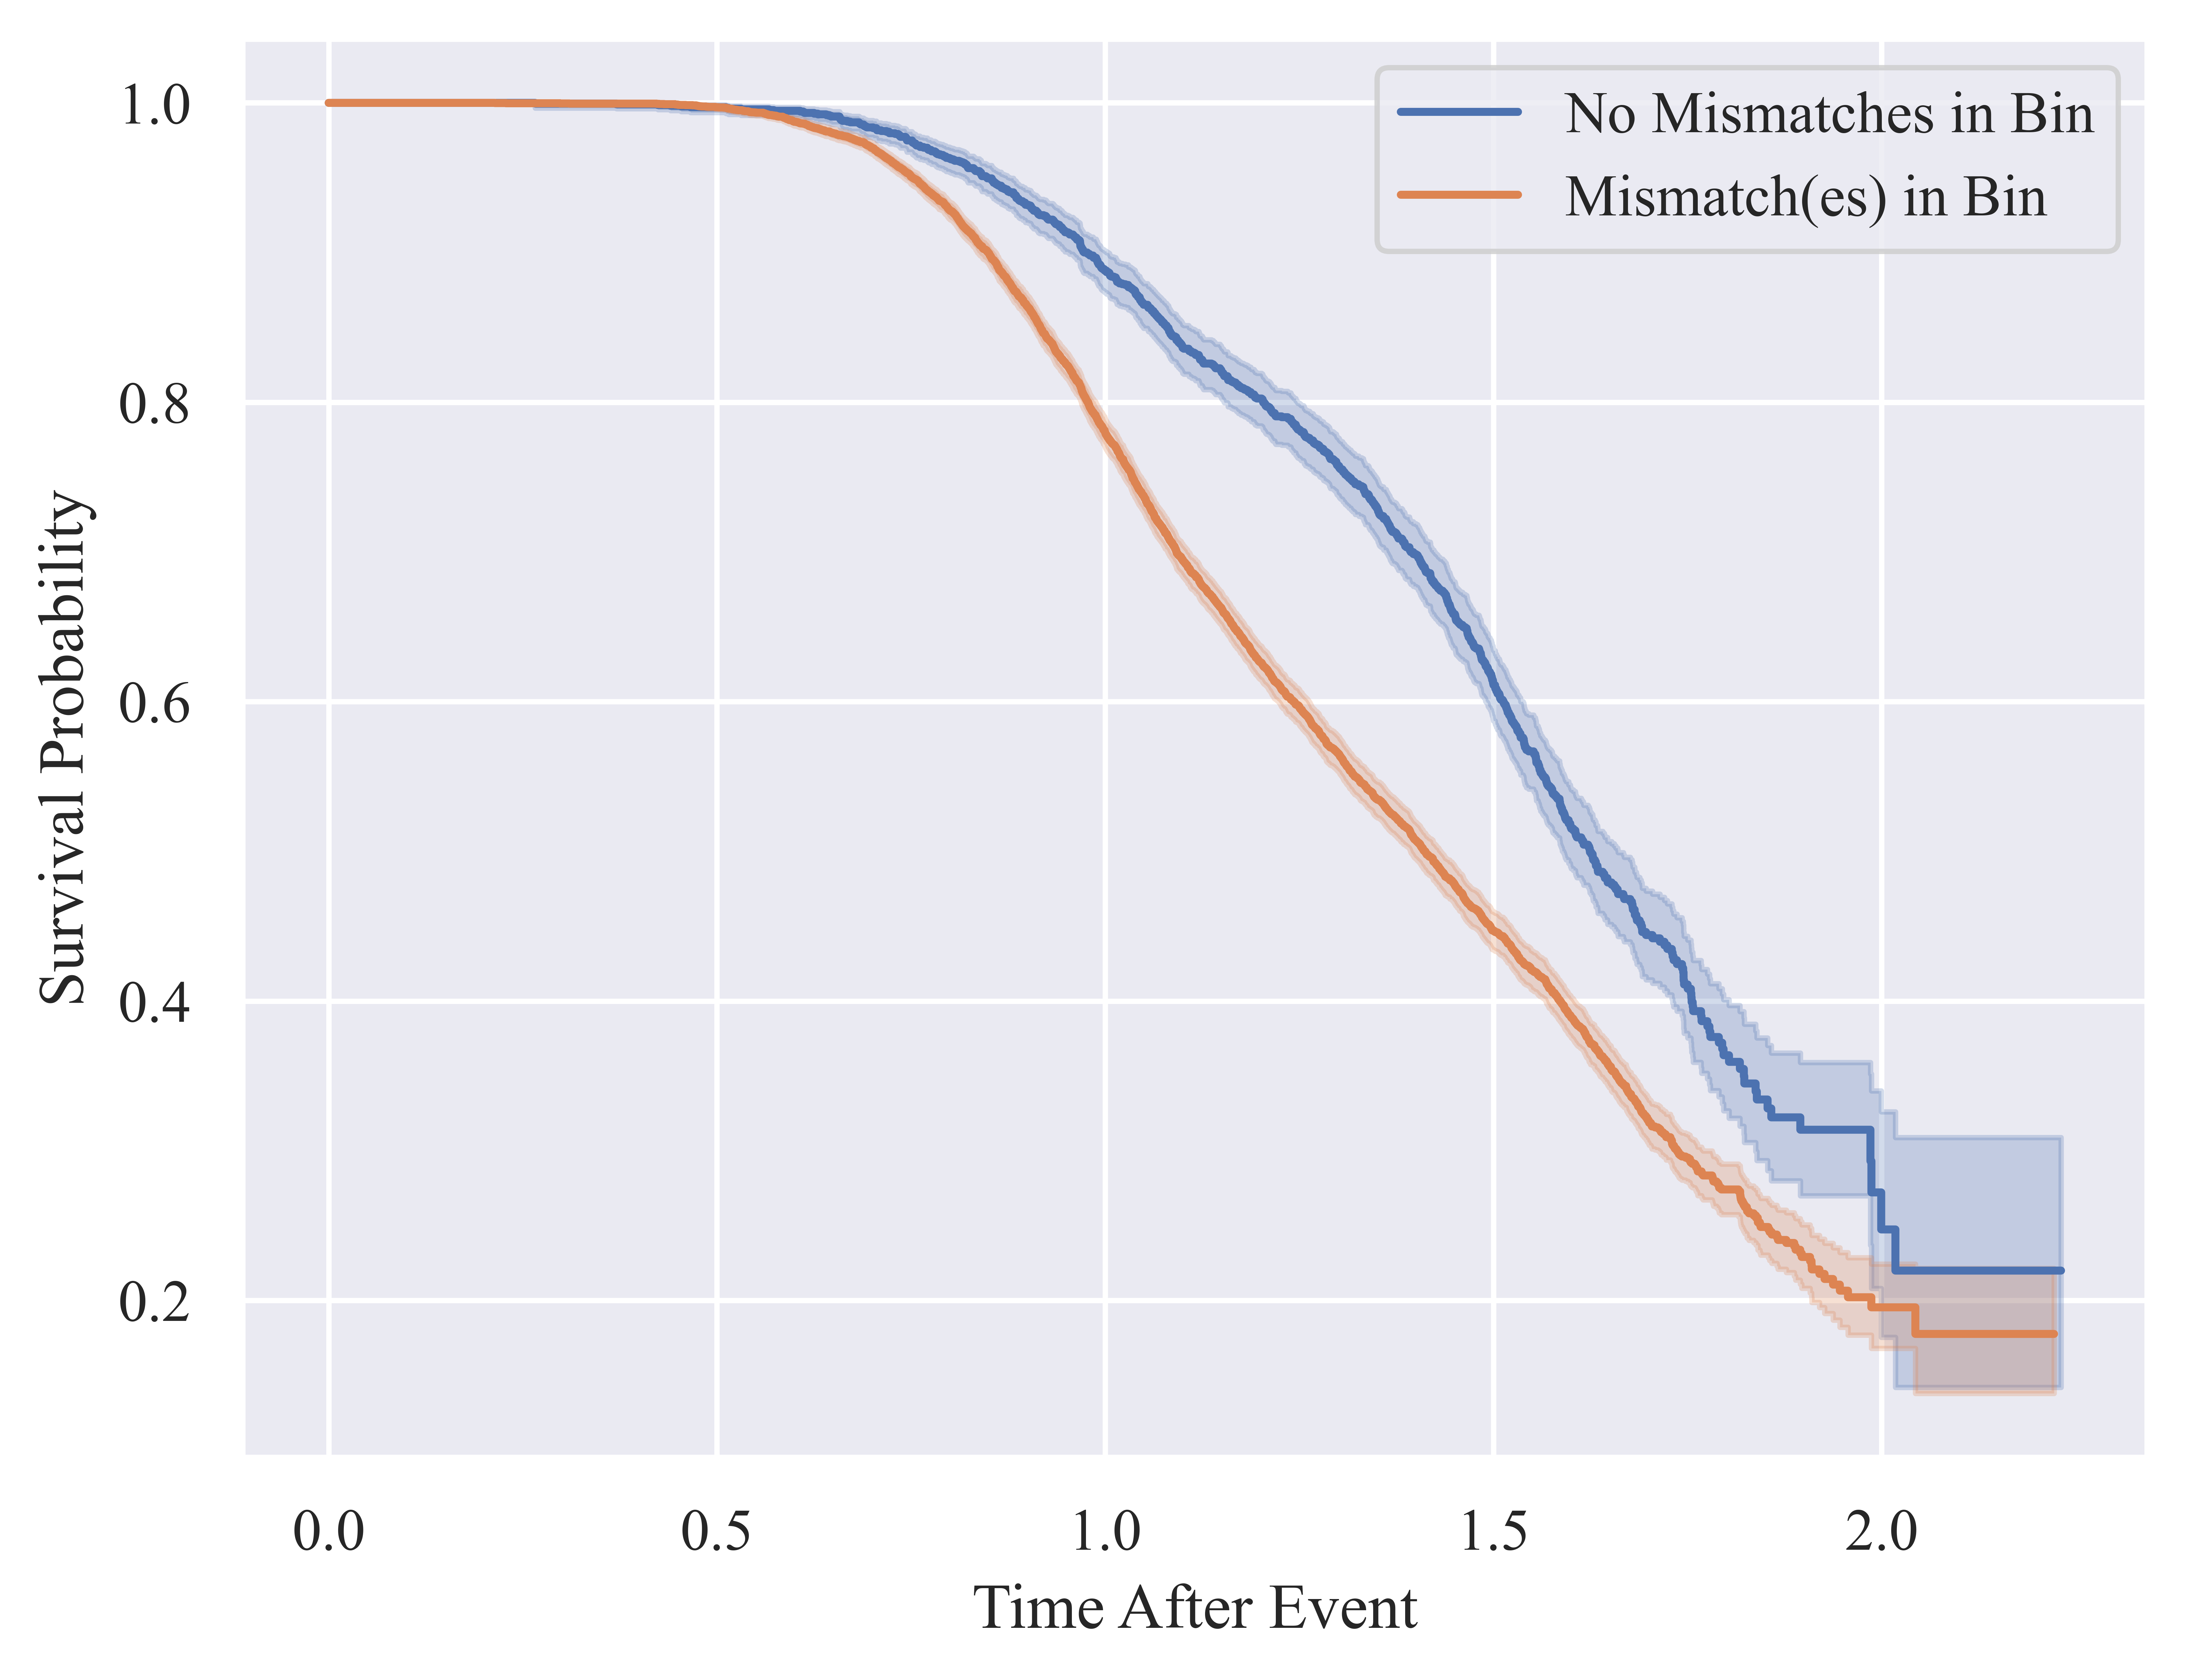 No Mismatches in Bin
Mismatch(es) in Bin
1.0
0.8
0.6
0.4
0.2
Survival Probability
0.0 0.5 1.0 1.5 2.0
Time After Event